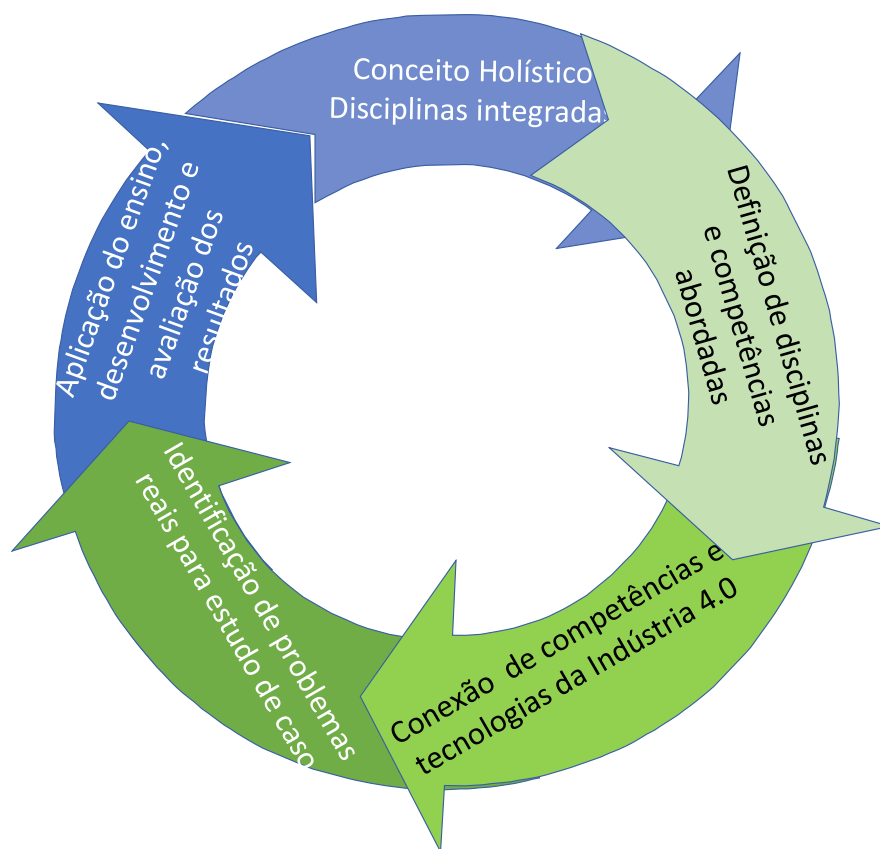 Conceito Holístico
Disciplinas integrada
Definição de disciplinas
e competências
abordadas
Conexão de competências e
tecnologias da Indústria 4.0
Identificação de problemas
reais para estudo de caso
Aplicação do ensino,
desenvolvimento e
avaliação dos
resultados